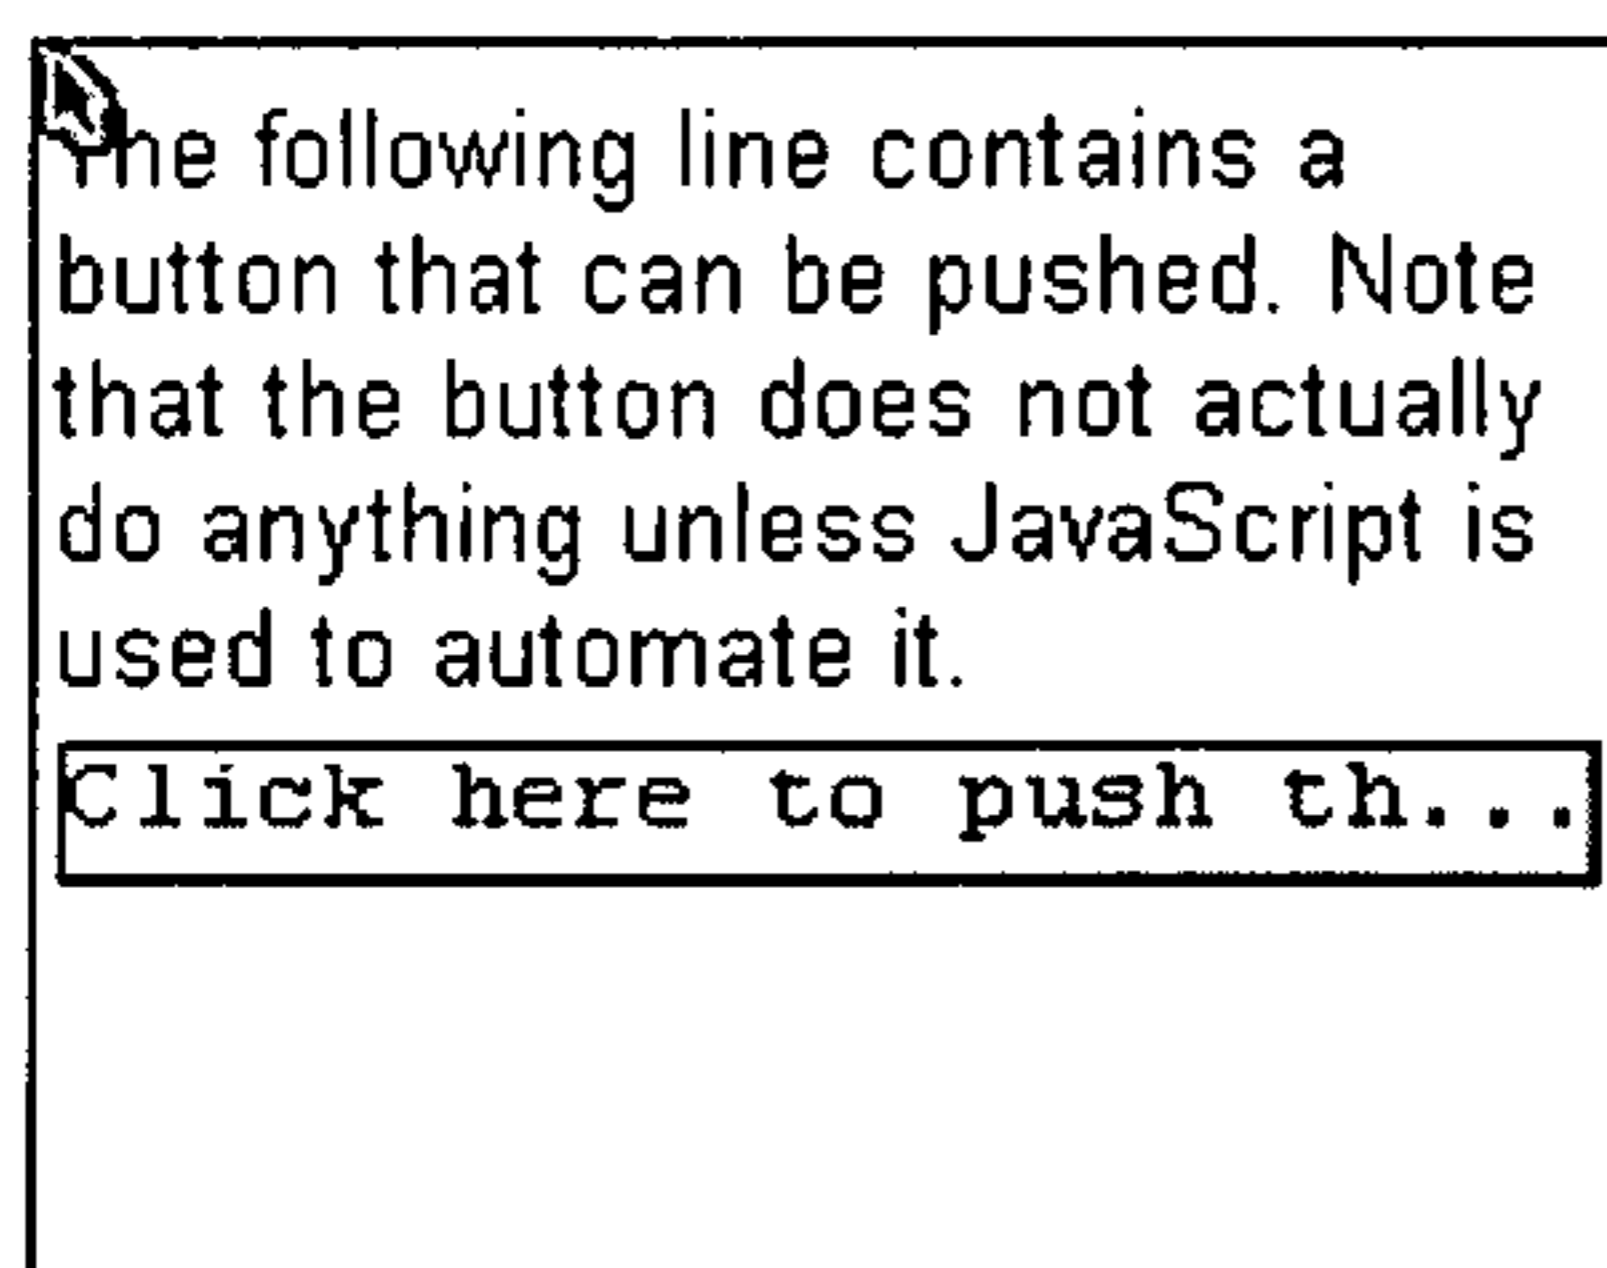 The following line contains a
button that can be pushed. Note
that the button does not actually
do anything unless JavaScript is
used to automate it.
Click here to push th...